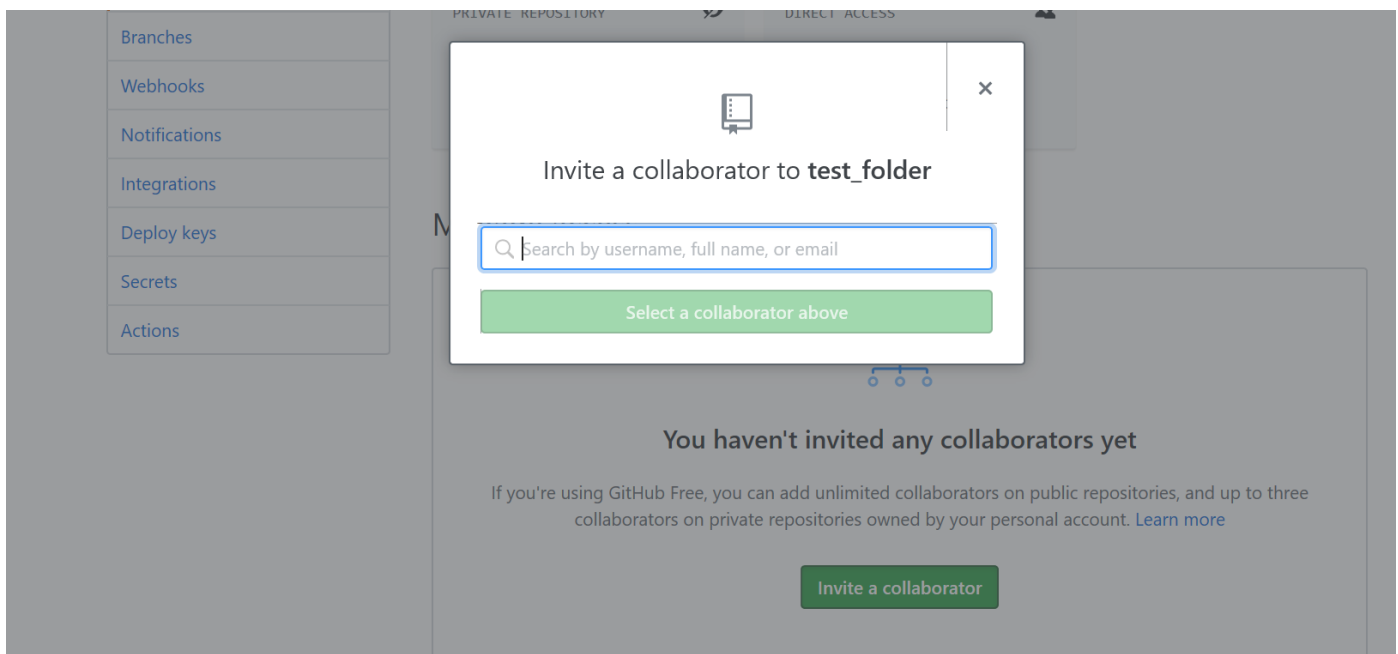 PRIVATE REPOSITORY
DIRECT ACCESS
Branches
Webhooks
Notifications
Integrations
Deploy keys
Secrets
Actions
Invite a collaborator to test_folder
Search by username, full name, or email
Select a collaborator above
You haven't invited any collaborators yet
If you're using GitHub Free, you can add unlimited collaborators on public repositories, and up to three
collaborators on private repositories owned by your personal account. Learn more
Invite a collaborator